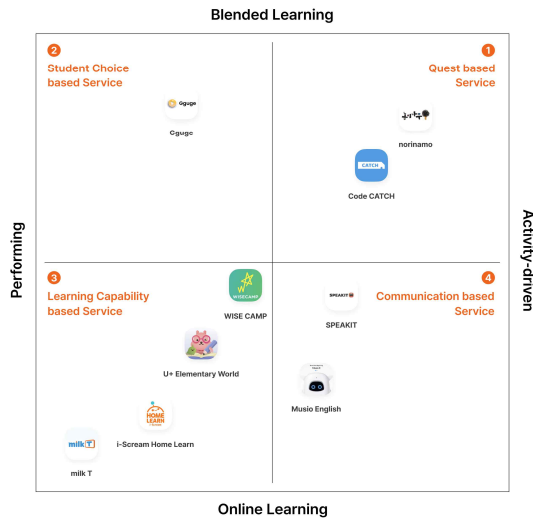 Blended Learning
2
Student Choice
based Service
Gguge
Gguge
1
Quest based
Service
norinamo
CATCH
Code CATCH
Performing
Activity-driven
3
Learning Capability
based Service
WISECAMP
WISE CAMP
U+ Elementary World
HOME
LEARN
i-Scream Home Learn
milk T
milk T
4
Communication based
Service
SPEAKIT
SPEAKIT
Musio English
Online Learning